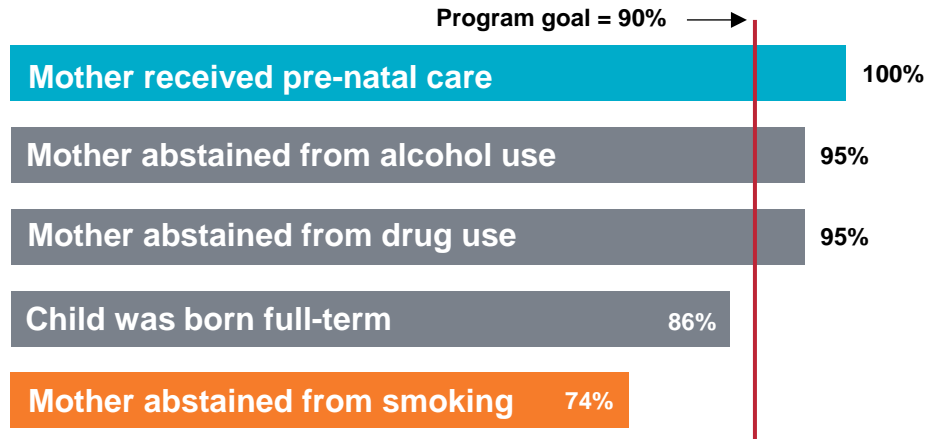 Program goal = 90%
Mother received pre-natal care 100%
Mother abstained from alcohol use 95%
Mother abstained from drug use 95%
Child was born full-term 86%
Mother abstained from smoking 74%